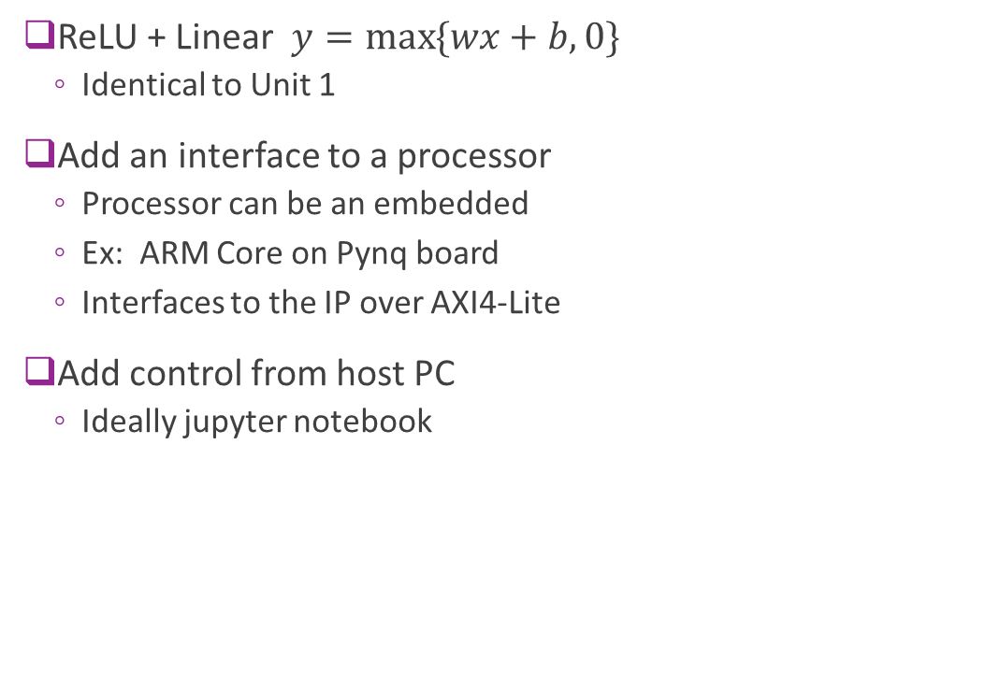 ❑ReLU + Linear y = max{wx + b, 0}
◦ Identical to Unit 1
❑Add an interface to a processor
◦ Processor can be an embedded
◦ Ex: ARM Core on Pynq board
◦ Interfaces to the IP over AXI4-Lite
❑Add control from host PC
◦ Ideally jupyter notebook